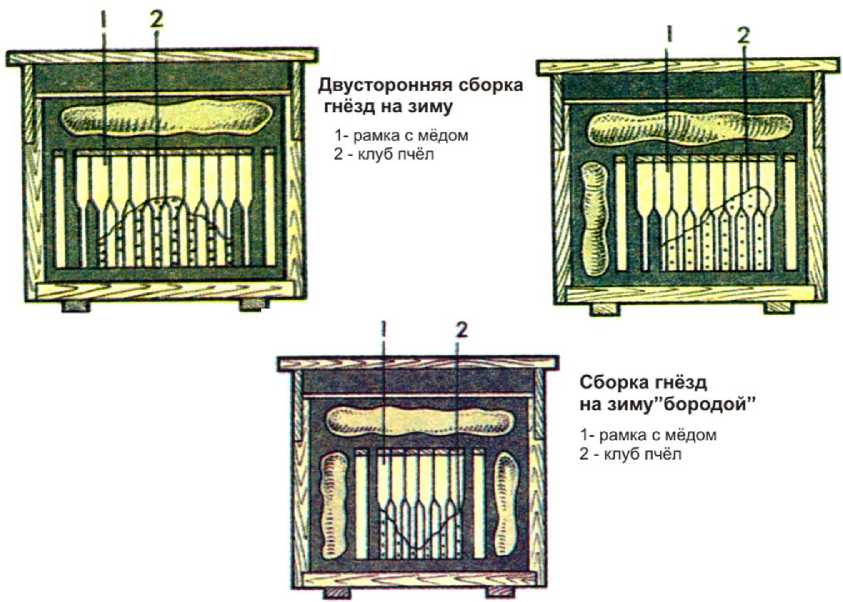 1 2
1 2
Двусторонняя сборка
гнёзд на зиму
1- рамка с мёдом
2 - клуб пчёл
1 2
Сборка гнёзд
на зиму"бородой"
1- рамка с мёдом
2 - клуб пчёл